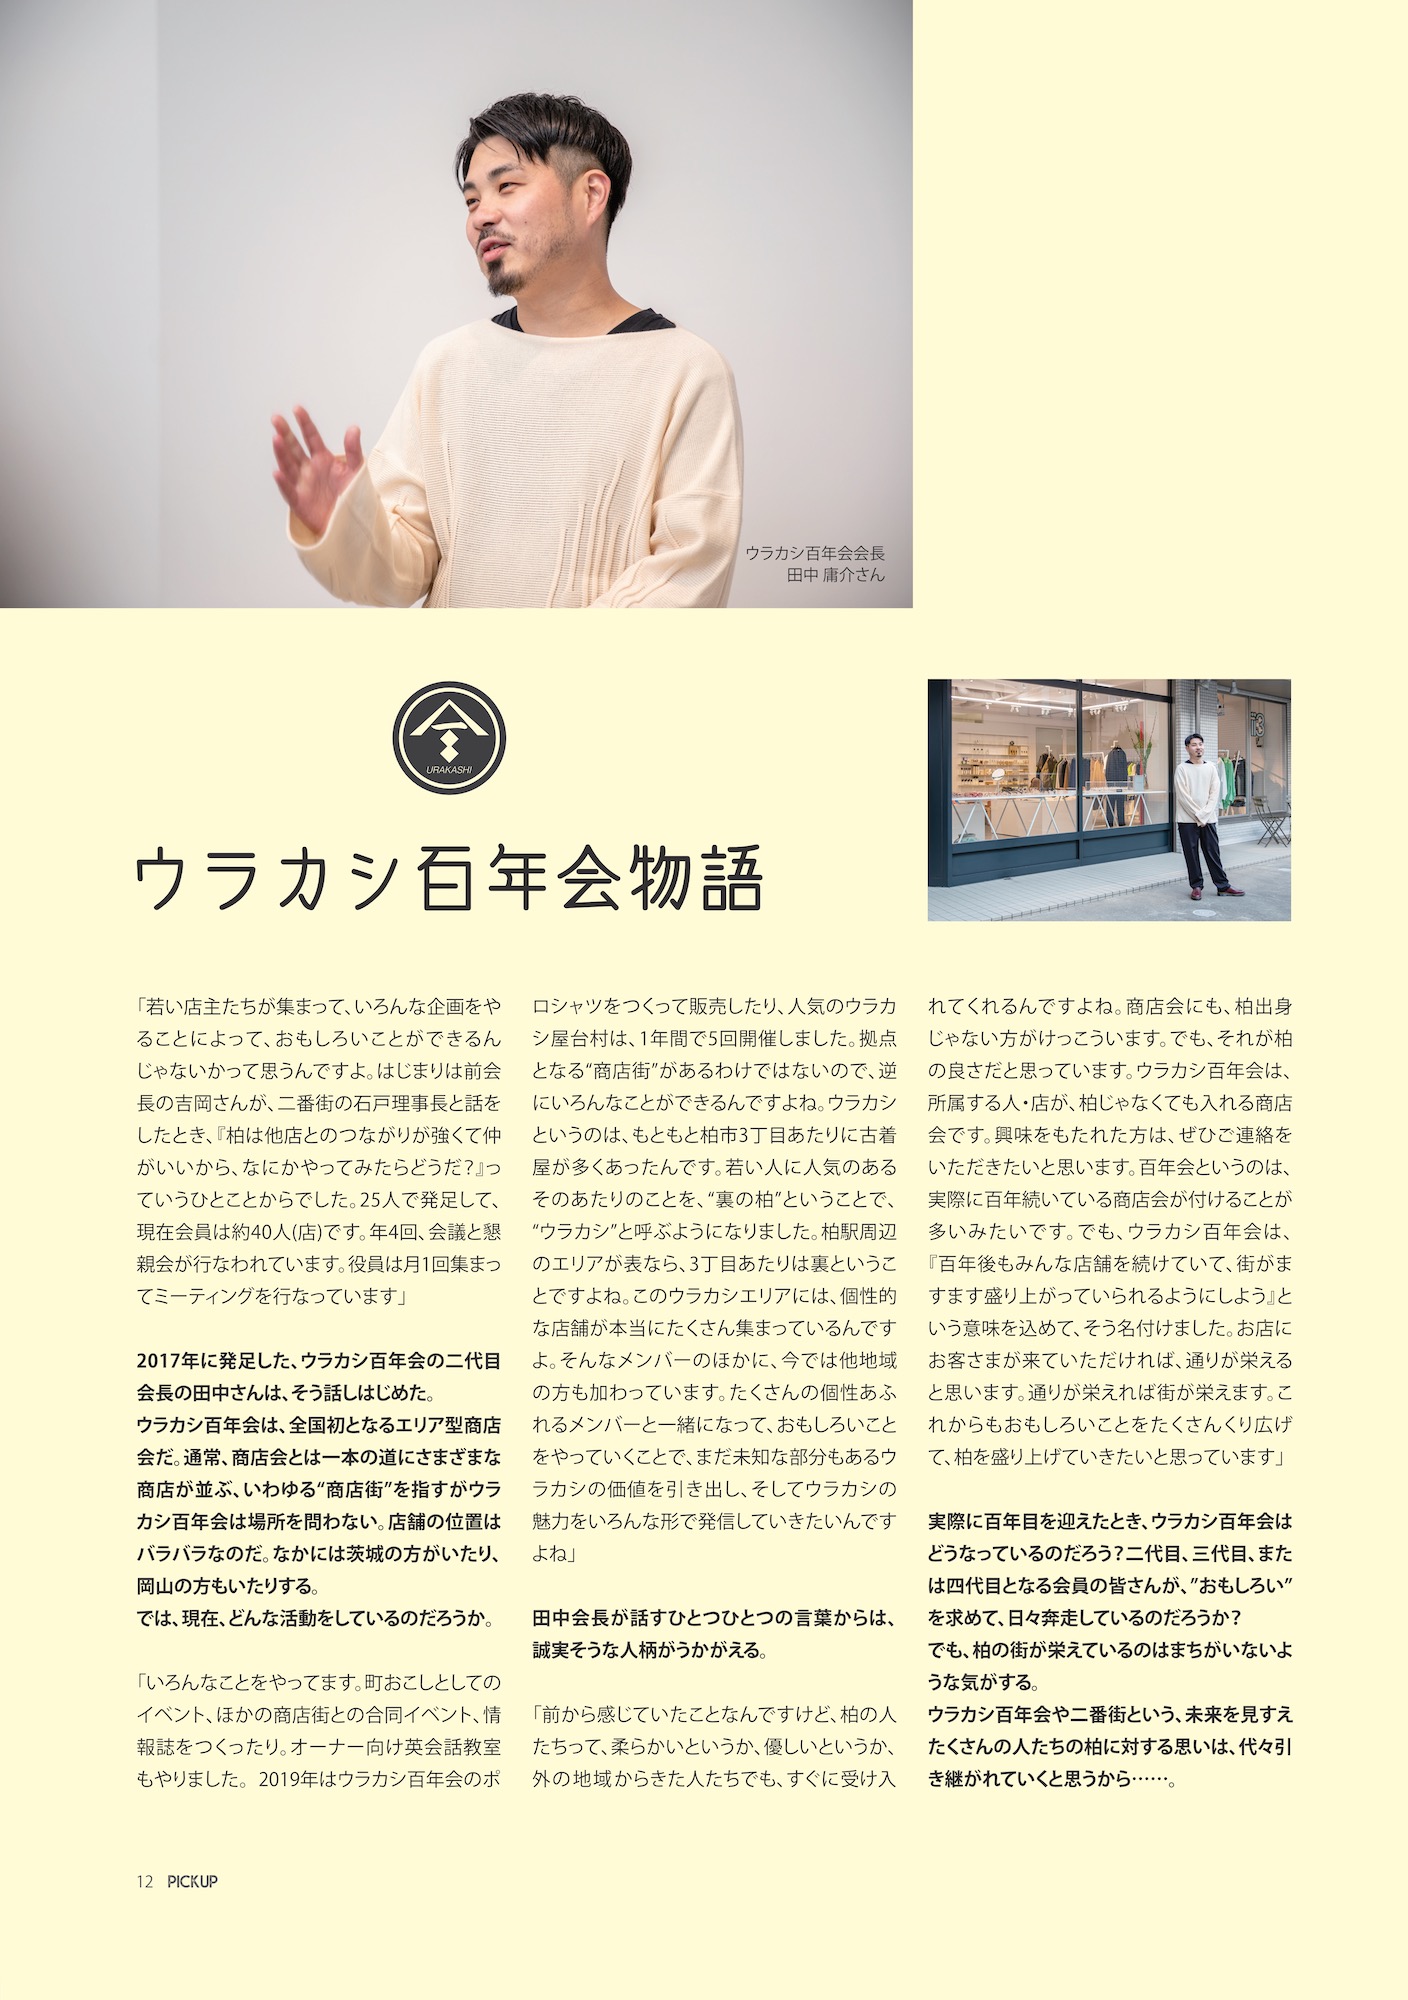 ウラカシ百年会会長
田中 庸介さん
URAKASHI
ウラカシ百年会物語
「若い店主たちが集まって、いろんな企画をや
ることによって、おもしろいことができるん
じゃないかって思うんですよ。はじまりは前会
長の吉岡さんが、二番街の石戸理事長と話を
したとき、『柏は他店とのつながりが強くて仲
がいいから、なにかやってみたらどうだ？』っ
ていうひとことからでした。25人で発足して、
現在会員は約40人(店)です。年4回、会議と懇
親会が行なわれています。役員は月1回集まっ
てミーティングを行なっています」
2017年に発足した、ウラカシ百年会の二代目
会長の田中さんは、そう話しはじめた。
ウラカシ百年会は、全国初となるエリア型商店
会だ。通常、商店会とは一本の道にさまざまな
商店が並ぶ、いわゆる“商店街”を指すがウラ
カシ百年会は場所を問わない。店舗の位置は
バラバラなのだ。なかには茨城の方がいたり、
岡山の方もいたりする。
では、現在、どんな活動をしているのだろうか。
「いろんなことをやってます。町おこしとしての
イベント、ほかの商店街との合同イベント、情
報誌をつくったり。オーナー向け英会話教室
もやりました。2019年はウラカシ百年会のポ
ロシャツをつくって販売したり、人気のウラカ
シ屋台村は、1年間で5回開催しました。拠点
となる“商店街”があるわけではないので、逆
にいろんなことができるんですよね。ウラカシ
というのは、もともと柏市3丁目あたりに古着
屋が多くあったんです。若い人に人気のある
そのあたりのことを、“裏の柏”ということで、
“ウラカシ”と呼ぶようになりました。柏駅周辺
のエリアが表なら、3丁目あたりは裏というこ
とですよね。このウラカシエリアには、個性的
な店舗が本当にたくさん集まっているんです
よ。そんなメンバーのほかに、今では他地域
の方も加わっています。たくさんの個性あふ
れるメンバーと一緒になって、おもしろいこと
をやっていくことで、まだ未知な部分もあるウ
ラカシの価値を引き出し、そしてウラカシの
魅力をいろんな形で発信していきたいんです
よね」
田中会長が話すひとつひとつの言葉からは、
誠実そうな人柄がうかがえる。
「前から感じていたことなんですけど、柏の人
たちって、柔らかいというか、優しいというか、
外の地域からきた人たちでも、すぐに受け入
れてくれるんですよね。商店会にも、柏出身
じゃない方がけっこういます。でも、それが柏
の良さだと思っています。ウラカシ百年会は、
所属する人・店が、柏じゃなくても入れる商店
会です。興味をもたれた方は、ぜひご連絡を
いただきたいと思います。百年会というのは、
実際に百年続いている商店会が付けることが
多いみたいです。でも、ウラカシ百年会は、
『百年後もみんな店舗を続けていて、街がま
すます盛り上がっていられるようにしよう』と
いう意味を込めて、そう名付けました。お店に
お客さまが来ていただければ、通りが栄える
と思います。通りが栄えれば街が栄えます。こ
れからもおもしろいことをたくさんくり広げ
て、柏を盛り上げていきたいと思っています」
実際に百年目を迎えたとき、ウラカシ百年会は
どうなっているのだろう？二代目、三代目、また
は四代目となる会員の皆さんが、”おもしろい”
を求めて、日々奔走しているのだろうか？
でも、柏の街が栄えているのはまちがいないよ
うな気がする。
ウラカシ百年会や二番街という、未来を見すえ
たくさんの人たちの柏に対する思いは、代々引
き継がれていくと思うから……。
12 PICKUP